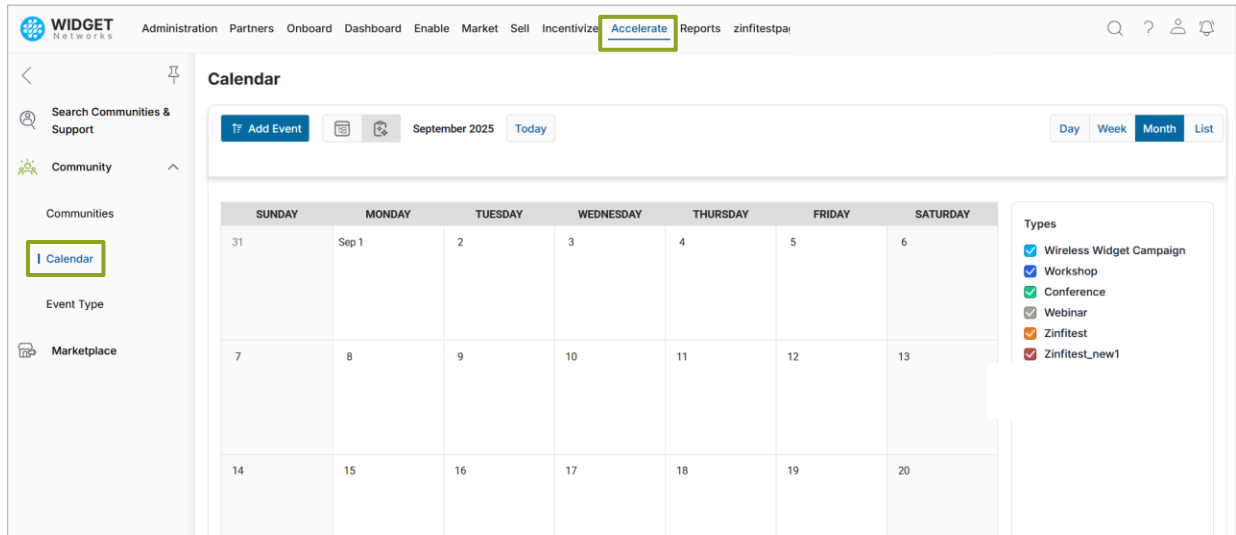 WIDGET
Networks
Administration Partners Onboard Dashboard Enable Market Sell Incentivize Accelerate Reports zinfitestpa
Search Communities &
Support
Community
Communities
Calendar
Event Type
Marketplace
Calendar
Add Event
September 2025 Today
Day Week Month List
SUNDAY MONDAY TUESDAY WEDNESDAY THURSDAY FRIDAY SATURDAY
31 Sep 1 2 3 4 5 6
7 8 9 10 11 12 13
14 15 16 17 18 19 20
Types
Wireless Widget Campaign
Workshop
Conference
Webinar
Zinfitest
Zinfitest_new1